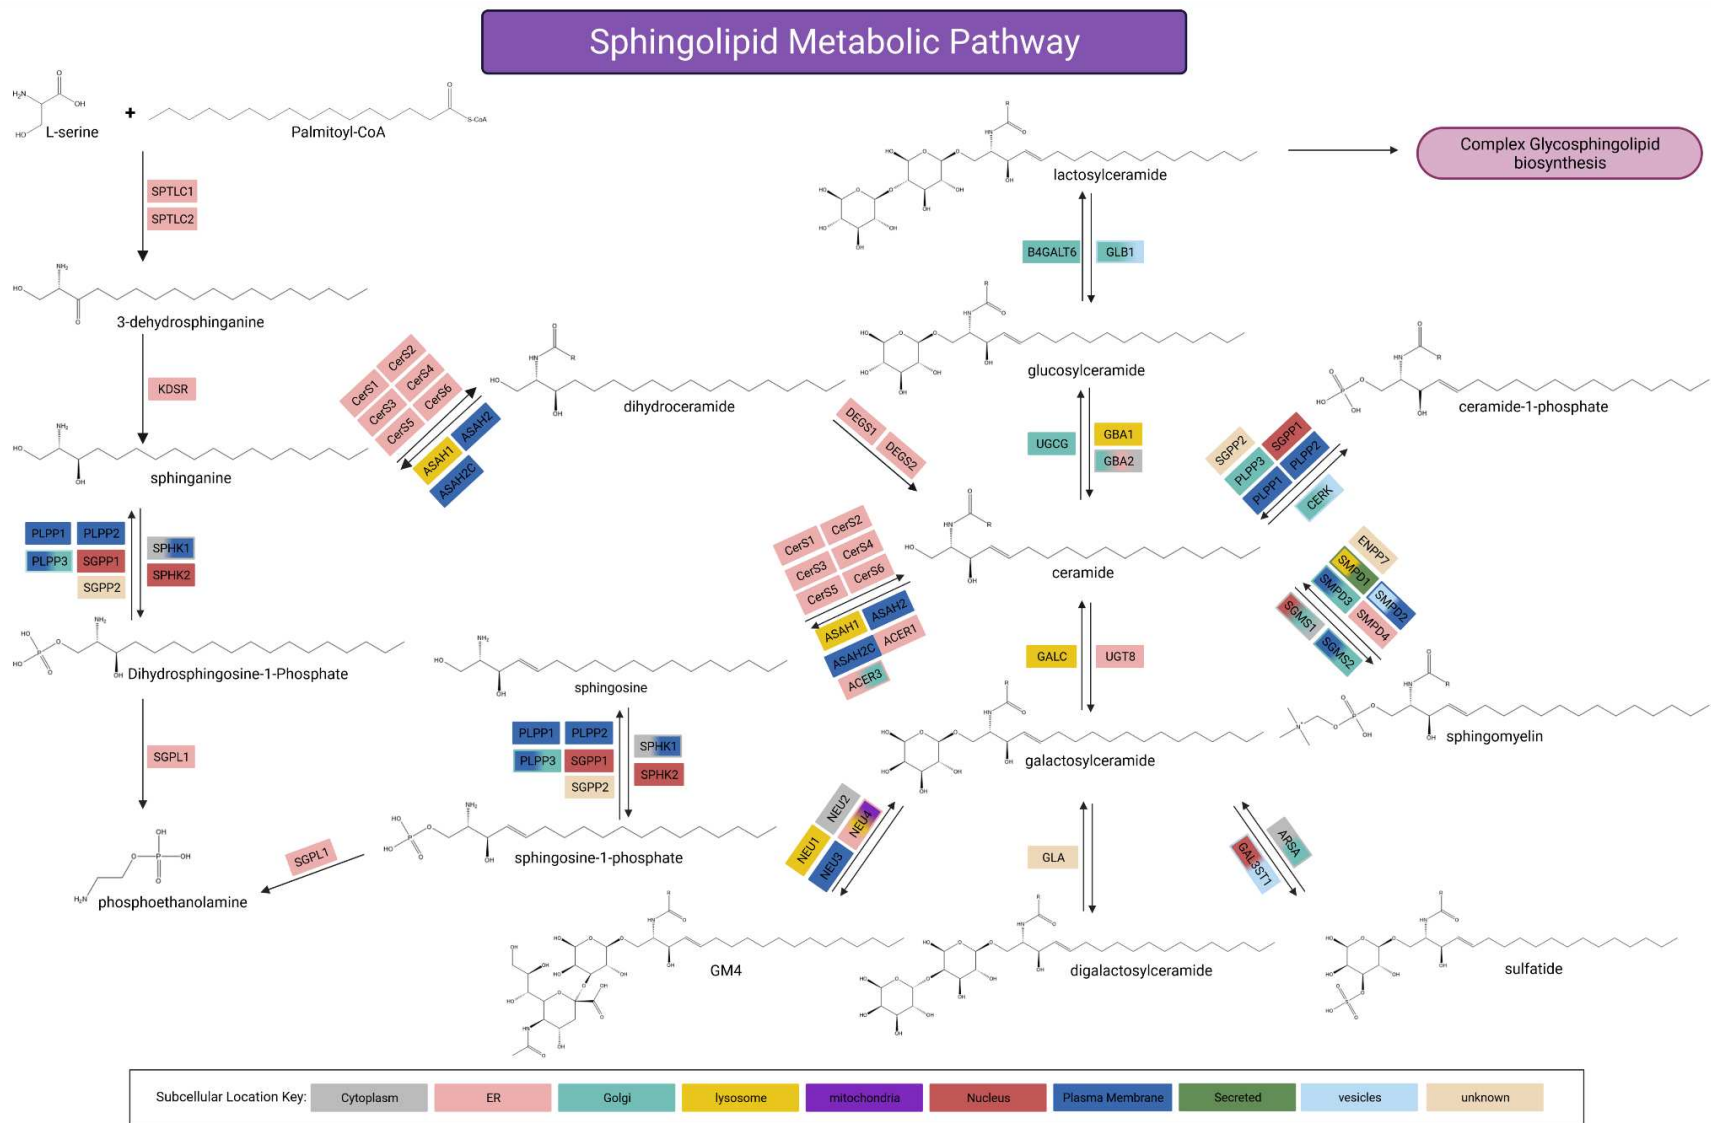 Sphingolipid Metabolic Pathway
L-serine
+
Palmitoyl-CoA
S-CoA
SPTLC1
SPTLC2
3-dehydrosphinganine
KDSR
sphinganine
CerS1
CerS2
CerS3
CerS4
CerS5
CerS6
ASAH1
ASAH2
ASAH2C
dihydroceramide
DEGS1
DEGS2
PLPP1
PLPP2
PLPP3
SGPP1
SGPP2
SPHK1
SPHK2
Dihydrosphingosine-1-Phosphate
SGPL1
phosphoethanolamine
SGPL1
sphingosine
PLPP1
PLPP2
PLPP3
SGPP1
SGPP2
SPHK1
SPHK2
sphingosine-1-phosphate
CerS1
CerS2
CerS3
CerS4
CerS5
CerS6
ASAH1
ASAH2
ASAH2C
ACER1
ACER3
lactosylceramide
Complex Glycosphingolipid
biosynthesis
B4GALT6
GLB1
glucosylceramide
UGCG
GBA1
GBA2
ceramide
SGPP2
SGPP1
PLPP3
PLPP2
PLPP1
CERK
ceramide-1-phosphate
ENPP7
SMPD1
SMPD2
SMPD3
SMPD4
SGMS1
SGMS2
sphingomyelin
GALC
UGT8
galactosylceramide
NEU2
NEU4
NEU1
NEU3
GM4
GLA
digalactosylceramide
ARSA
GAL3ST1
sulfatide
Subcellular Location Key:
Cytoplasm
ER
Golgi
lysosome
mitochondria
Nucleus
Plasma Membrane
Secreted
vesicles
unknown